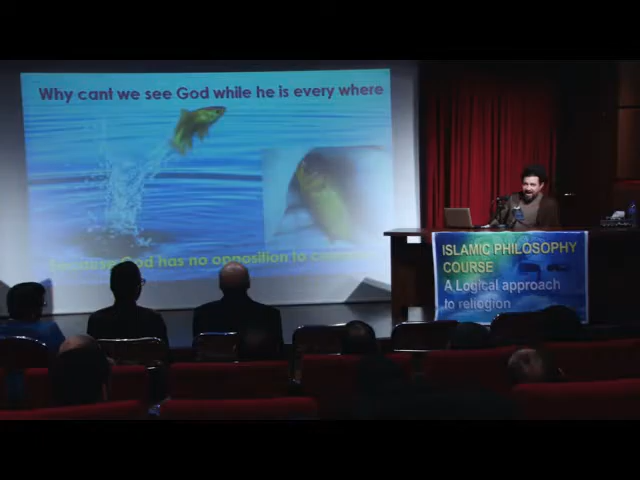 Why cant we see God while he is every where
God has no opposition to
ISLAMIC PHILOSOPHY
COURSE
A Logical approach
to reliogion